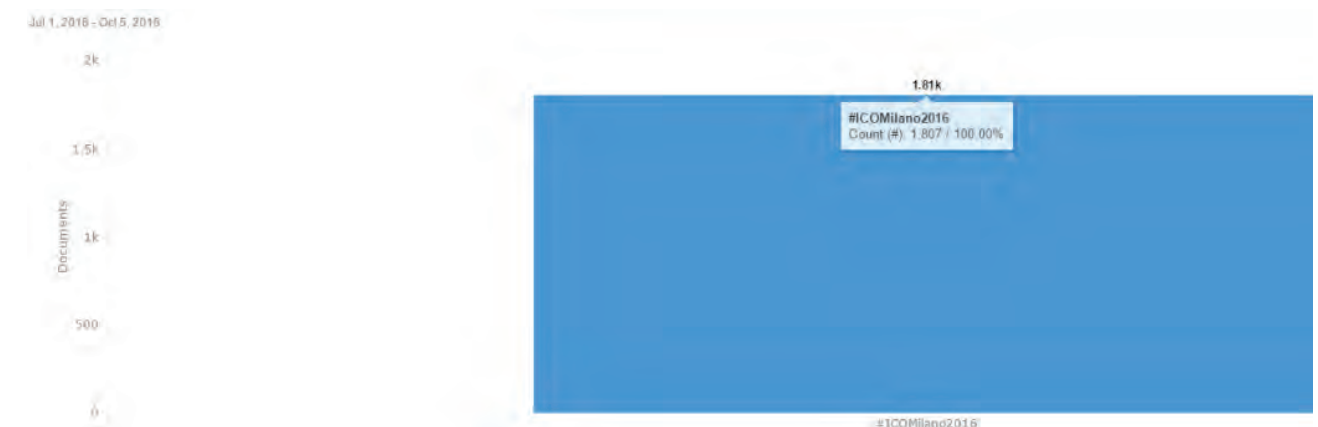 Jul 1, 2016 - Oct 5, 2016
2k
1.81k
#ICOMilano2016
Count (#): 1,807 / 100.00%
1.5k
Documents
1k
500
0
#ICOMilano2016